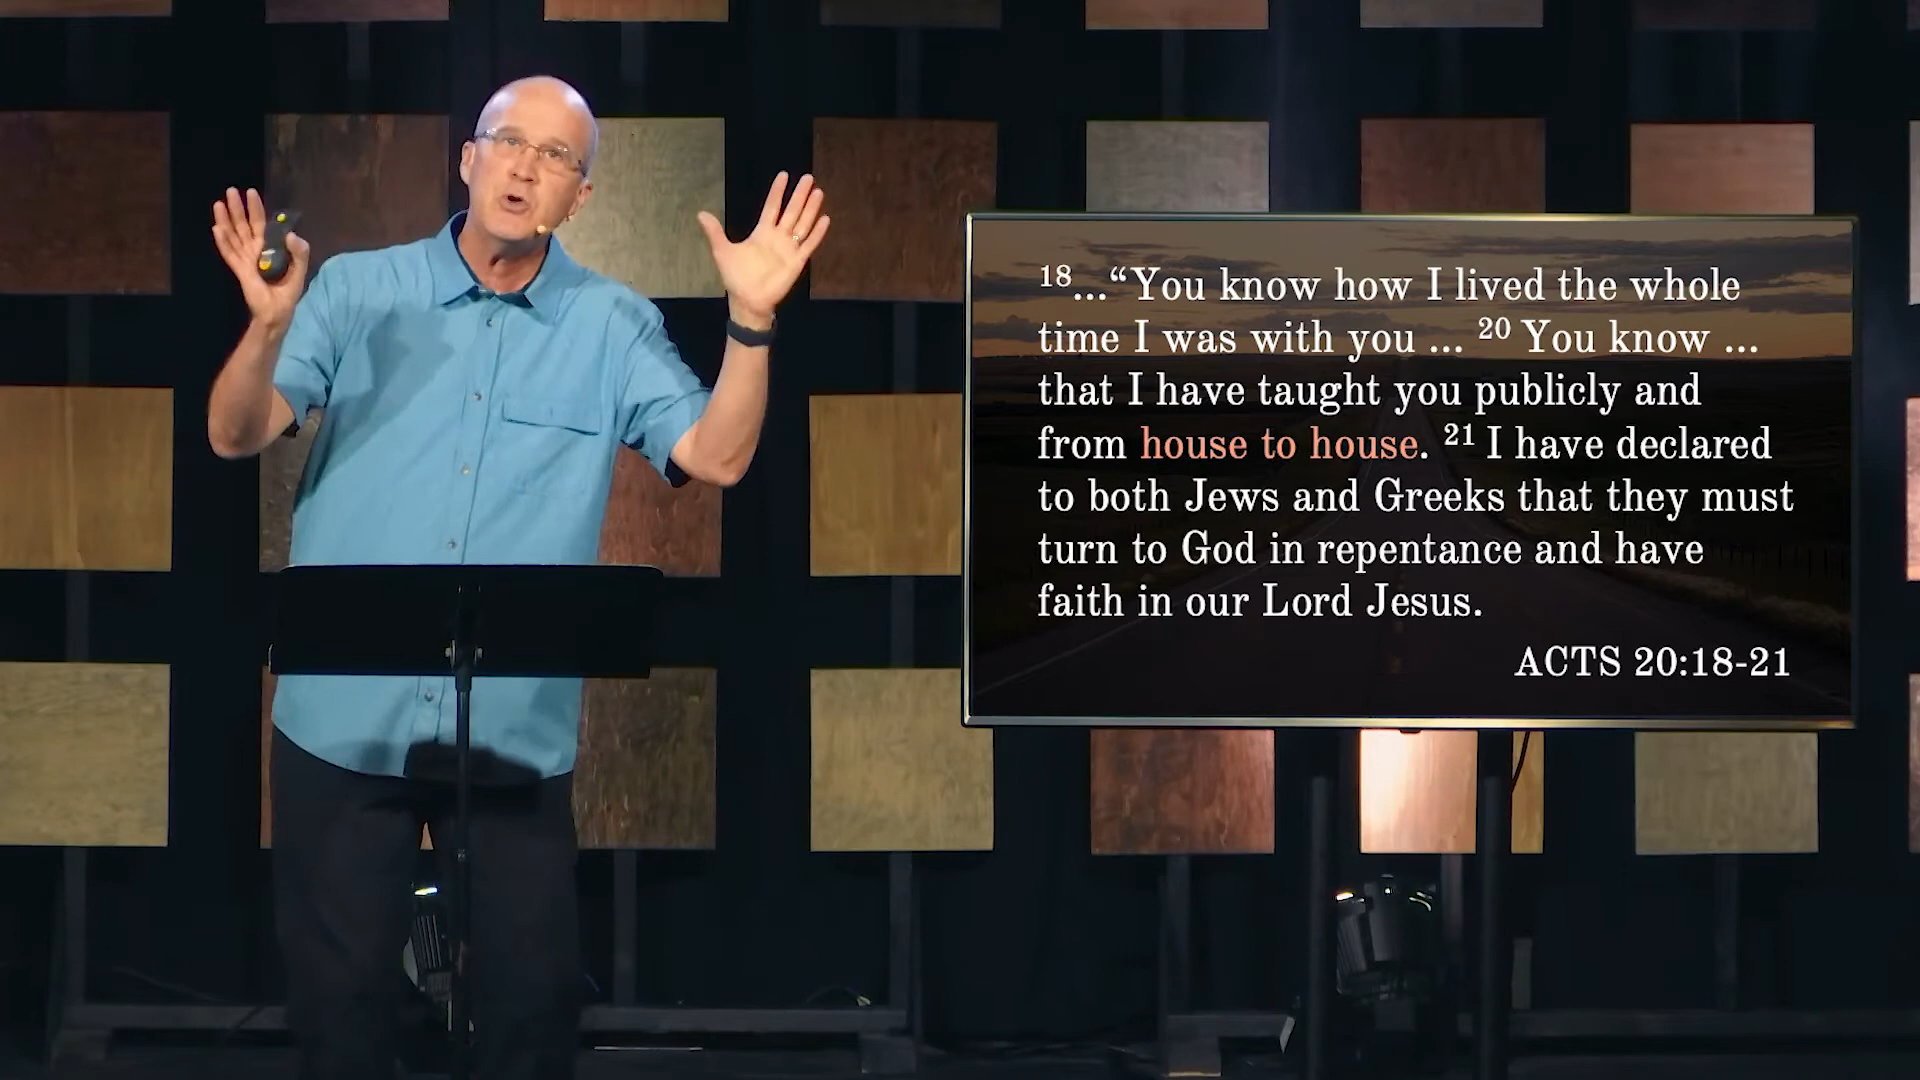 18...“You know how I lived the whole
time I was with you ... 20 You know ...
that I have taught you publicly and
from house to house. 21 I have declared
to both Jews and Greeks that they must
turn to God in repentance and have
faith in our Lord Jesus.
ACTS 20:18-21